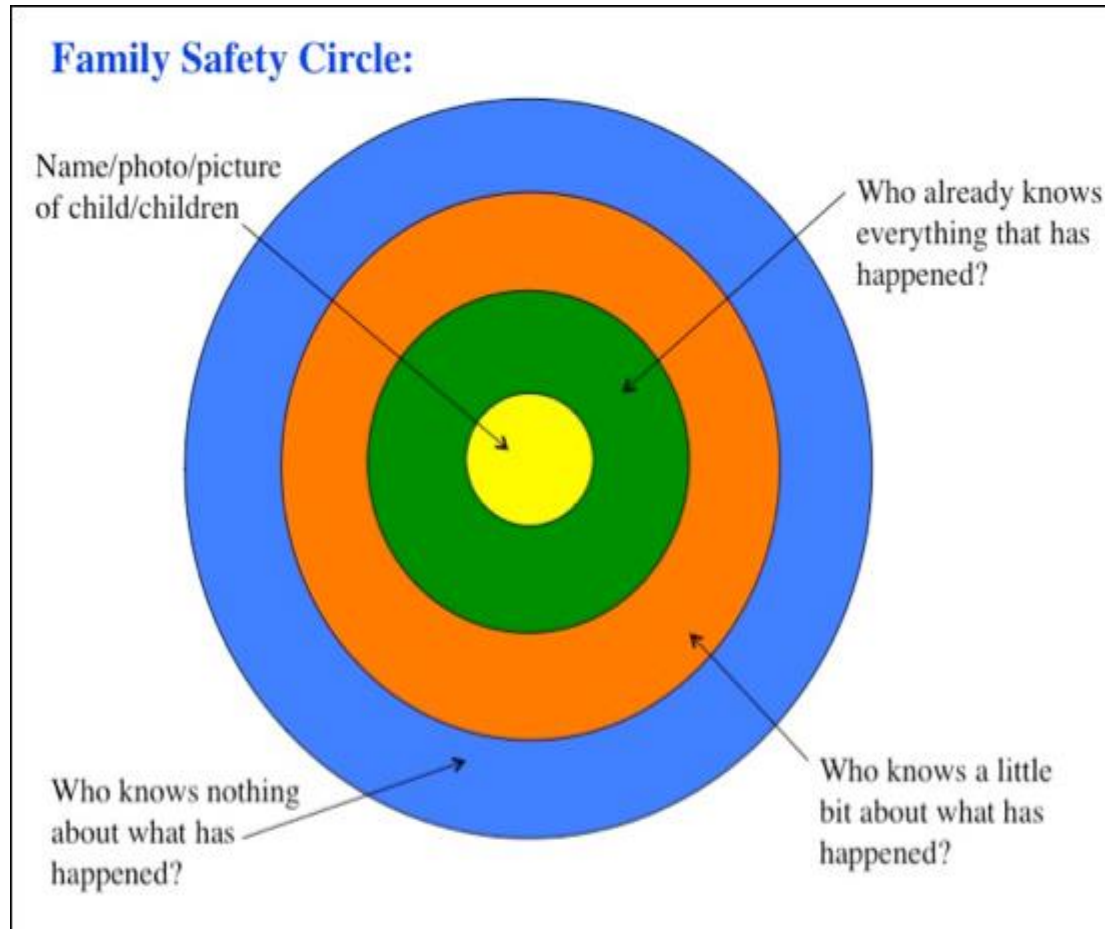 Family Safety Circle:
Name/photo/picture
of child/children
Who already knows
everything that has
happened?
Who knows nothing
about what has
happened?
Who knows a little
bit about what has
happened?